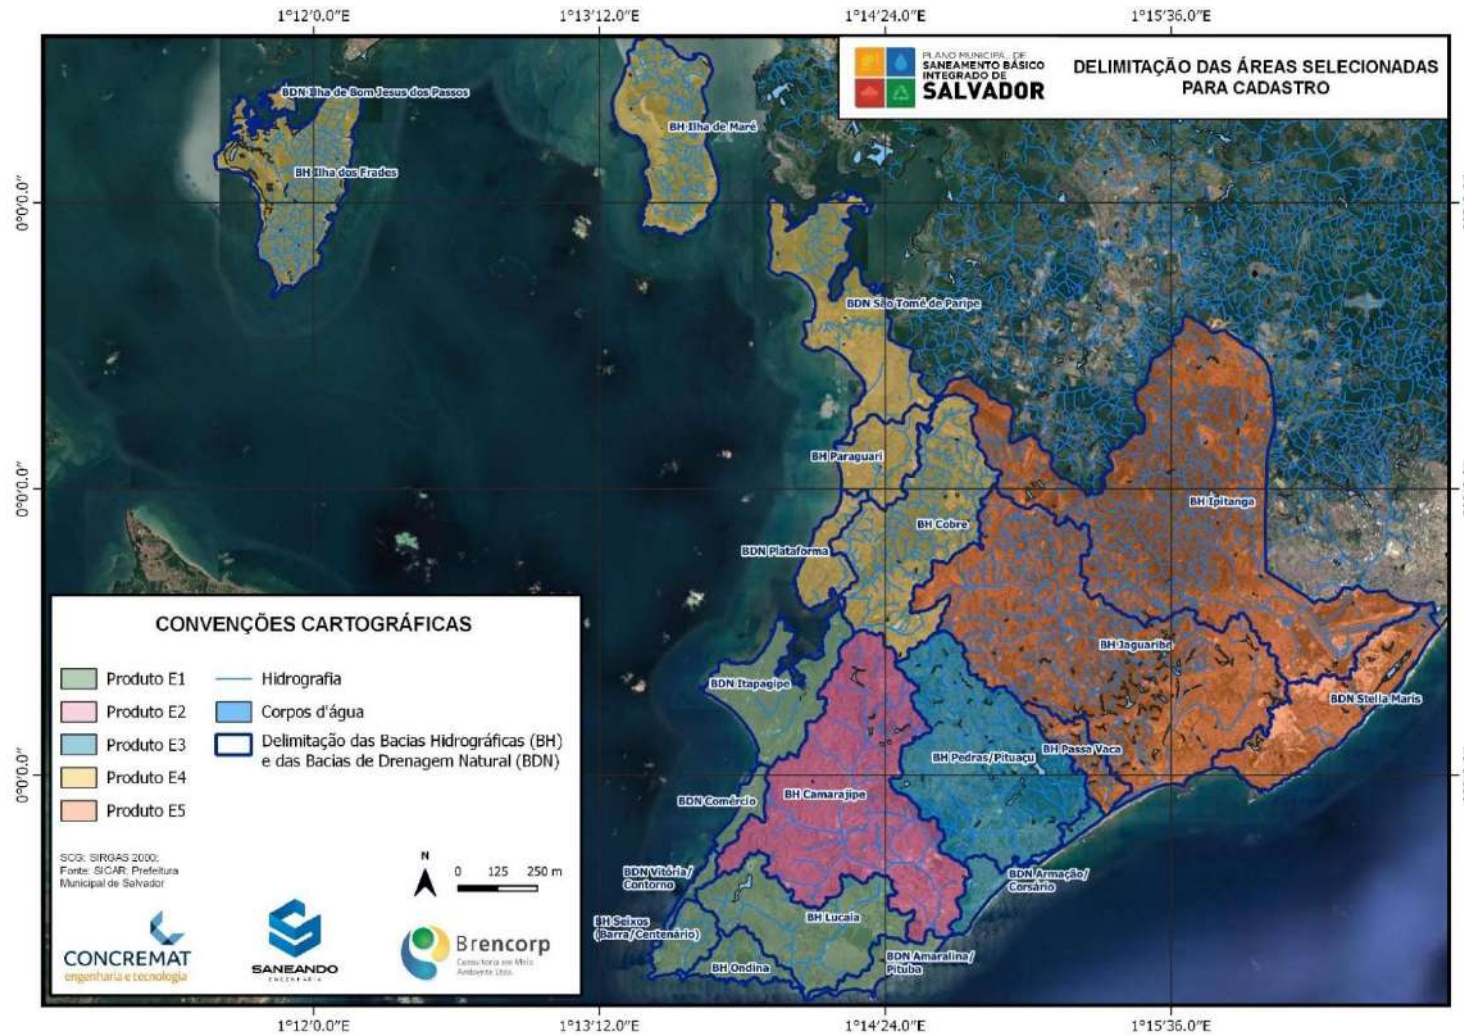 1°12'0.0"E
1°13'12.0"E
1°14'24.0"E
1°15'36.0"E
PLANO MUNICIPAL DE
SANEAMENTO BÁSICO
INTEGRADO DE
SALVADOR
DELIMITAÇÃO DAS ÁREAS SELECIONADAS
PARA CADASTRO
BDN Ilha de Bom Jesus dos Passos
BH Ilha de Maré
BH Ilha dos Frades
0°0'0.0"
BDN São Tomé de Paripe
BH Paraguari
0°0'0.0"
BH Ipitanga
BH Cobre
BDN Plataforma
BH Jaguaribe
BDN Itapagipe
BDN Stella Maris
BH Passa Vaca
BH Pedras/Pituaçu
0°0'0.0"
BH Camarajipe
BDN Comércio
BDN Vitória/
Contorno
BDN Armação/
Corsário
BH Lucaia
BH Seixos
(Barra/Centenário)
BDN Amaralina/
Pituba
BH Ondina
CONVENÇÕES CARTOGRÁFICAS
Produto E1
Produto E2
Produto E3
Produto E4
Produto E5
Hidrografia
Corpos d'água
Delimitação das Bacias Hidrográficas (BH)
e das Bacias de Drenagem Natural (BDN)
SCG: SIRGAS 2000;
Fonte: SICAR; Prefeitura
Municipal de Salvador
N
0 125 250 m
CONCREMAT
engenharia e tecnologia
SANEANDO
ENGENHARIA
Brencorp
Consultoria em Meio
Ambiente Ltda.
1°12'0.0"E
1°13'12.0"E
1°14'24.0"E
1°15'36.0"E